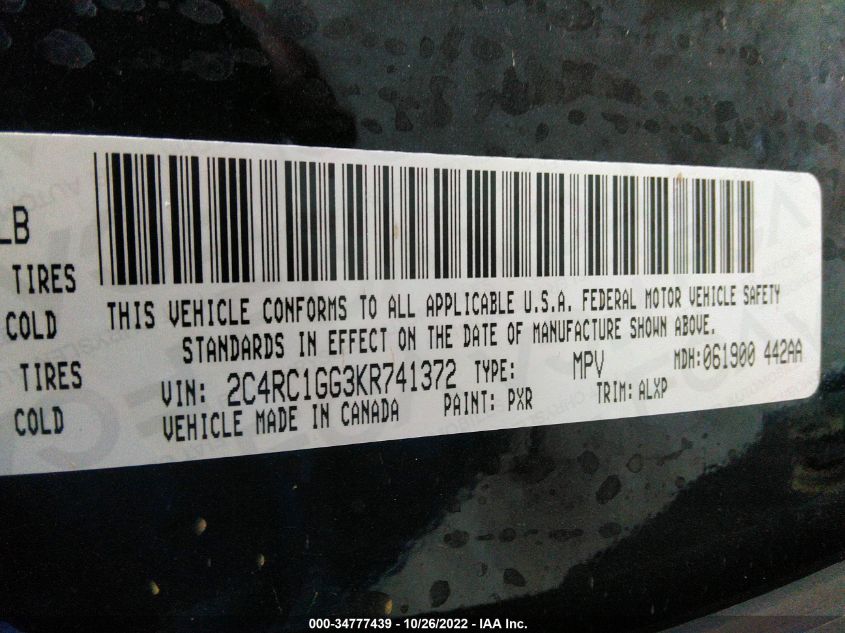 LB
TIRES
COLD
TIRES
COLD
THIS VEHICLE CONFORMS TO ALL APPLICABLE U.S.A. FEDERAL MOTOR VEHICLE SAFETY
STANDARDS IN EFFECT ON THE DATE OF MANUFACTURE SHOWN ABOVE.
VIN: 2C4RC1GG3KR741372 TYPE: MPV MDH:061900 442AA
VEHICLE MADE IN CANADA PAINT: PXR TRIM: ALXP
000-34777439 - 10/26/2022 - IAA Inc.